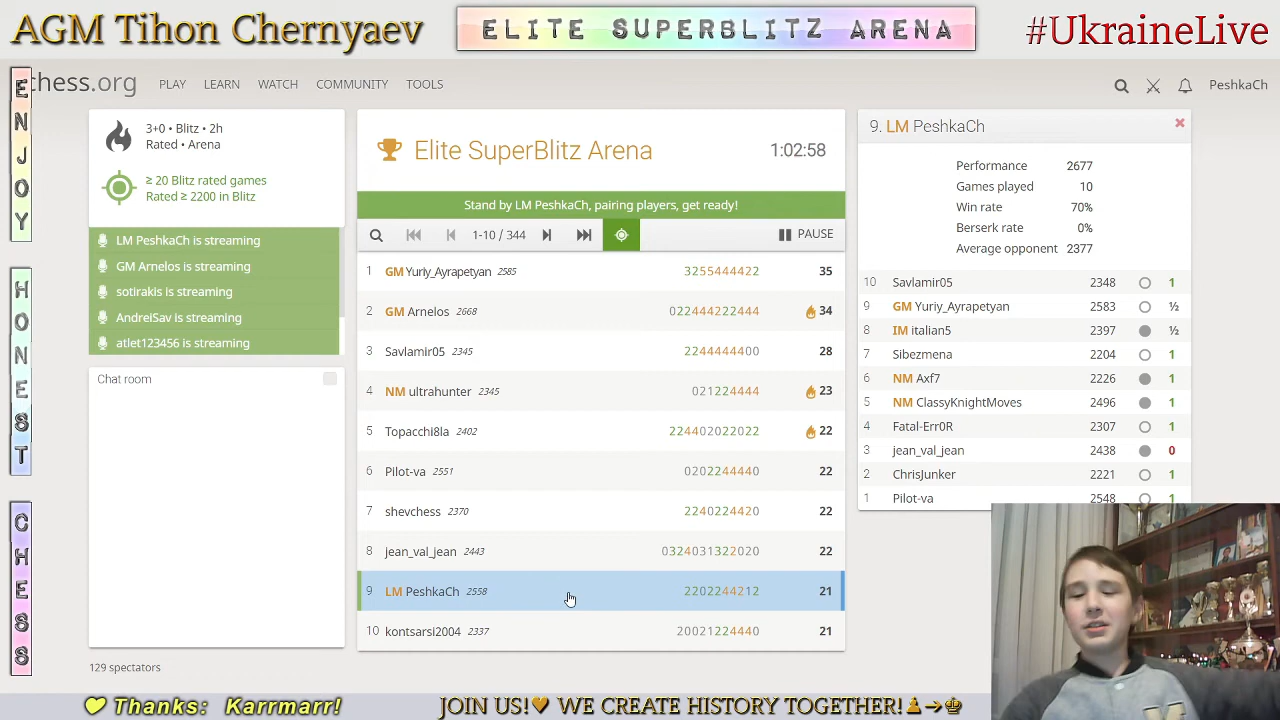 AGM Tihon Chernyaev
ELITE SUPERBLITZ ARENA
#UkraineLive
ENJOY
HONEST
CHESS
chess.org
PLAY
LEARN
WATCH
COMMUNITY
TOOLS
PeshkaCh
3+0 • Blitz • 2h
Rated • Arena
≥ 20 Blitz rated games
Rated ≥ 2200 in Blitz
LM PeshkaCh is streaming
GM Arnelos is streaming
sotirakis is streaming
AndreiSav is streaming
atlet123456 is streaming
Chat room
129 spectators
Elite SuperBlitz Arena 1:02:58
Stand by LM PeshkaCh, pairing players, get ready!
1-10 / 344 PAUSE
1 GM Yuriy_Ayrapetyan 2585 3255444422 35
2 GM Arnelos 2668 022444222444 34
3 Savlamir05 2345 2244444400 28
4 NM ultrahunter 2345 021224444 23
5 Topacchi8la 2402 224402022022 22
6 Pilot-va 2551 0202244440 22
7 shevchess 2370 2240224420 22
8 jean_val_jean 2443 0324031322020 22
9 LM PeshkaCh 2558 2202244212 21
10 kontsarsl2004 2337 20021224440 21
9. LM PeshkaCh
Performance 2677
Games played 10
Win rate 70%
Berserk rate 0%
Average opponent 2377
10 Savlamir05 2348 1
9 GM Yuriy_Ayrapetyan 2583 ½
8 IM italian5 2397 ½
7 Sibezmena 2204 1
6 NM Axf7 2226 1
5 NM ClassyKnightMoves 2496 1
4 Fatal-Err0R 2307 1
3 jean_val_jean 2438 0
2 ChrisJunker 2221 1
1 Pilot-va 2548 1
Thanks: Karrmarr!
JOIN US!♥ WE CREATE HISTORY TOGETHER!♟→♚